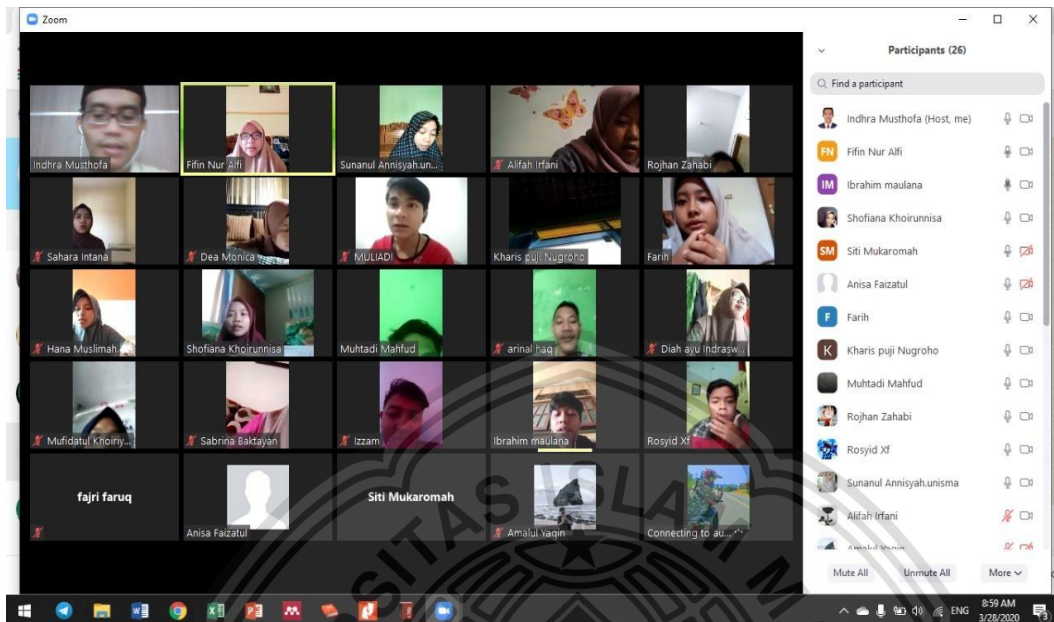 Zoom
Indhra Musthofa
Fifin Nur Alfi
Sunanul Annisyah.un...
Alifah Irfani
Rojhan Zahabi
Sahara Intana
Dea Monica
MULIADI
Kharis puji Nugroho
Farih
Hana Muslimah
Shofiana Khoirunnisa
Muhtadi Mahfud
arinal haq
Diah ayu Indrasw...
Mufidatul Khoiriy...
Sabrina Baktayan
Izzam
Ibrahim maulana
Rosyid Xf
fajri faruq
Anisa Faizatul
Siti Mukaromah
Amalul Yaqin
Connecting to au...
Participants (26)
Find a participant
Indhra Musthofa (Host, me)
FN Fifin Nur Alfi
IM Ibrahim maulana
Shofiana Khoirunnisa
SM Siti Mukaromah
Anisa Faizatul
F Farih
K Kharis puji Nugroho
Muhtadi Mahfud
Rojhan Zahabi
Rosyid Xf
Sunanul Annisyah.unisma
Alifah Irfani
Amalul Yaqin
Mute All Unmute All More
ENG
8:59 AM
3/28/2020
SITAS ISLAM M